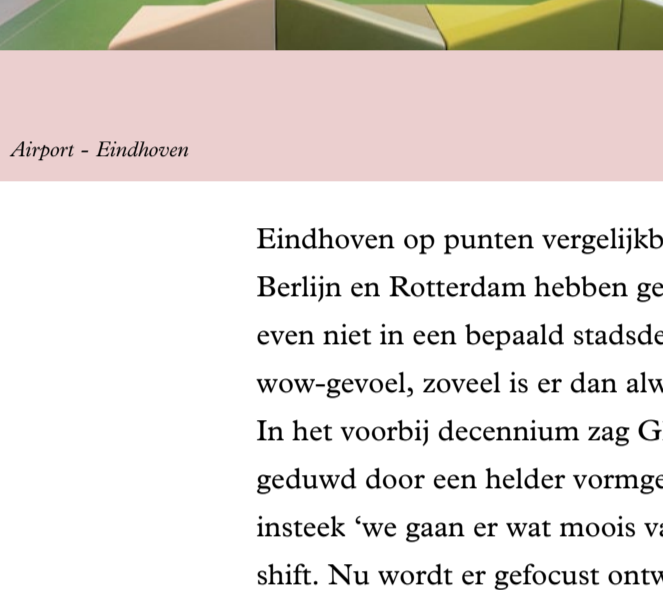 Airport - Eindhoven
Eindhoven op punten vergelijkb
Berlijn en Rotterdam hebben ge
even niet in een bepaald stadsde
wow-gevoel, zoveel is er dan alw
In het voorbij decennium zag G
geduwd door een helder vormge
insteek ‘we gaan er wat moois va
shift. Nu wordt er gefocust ontw